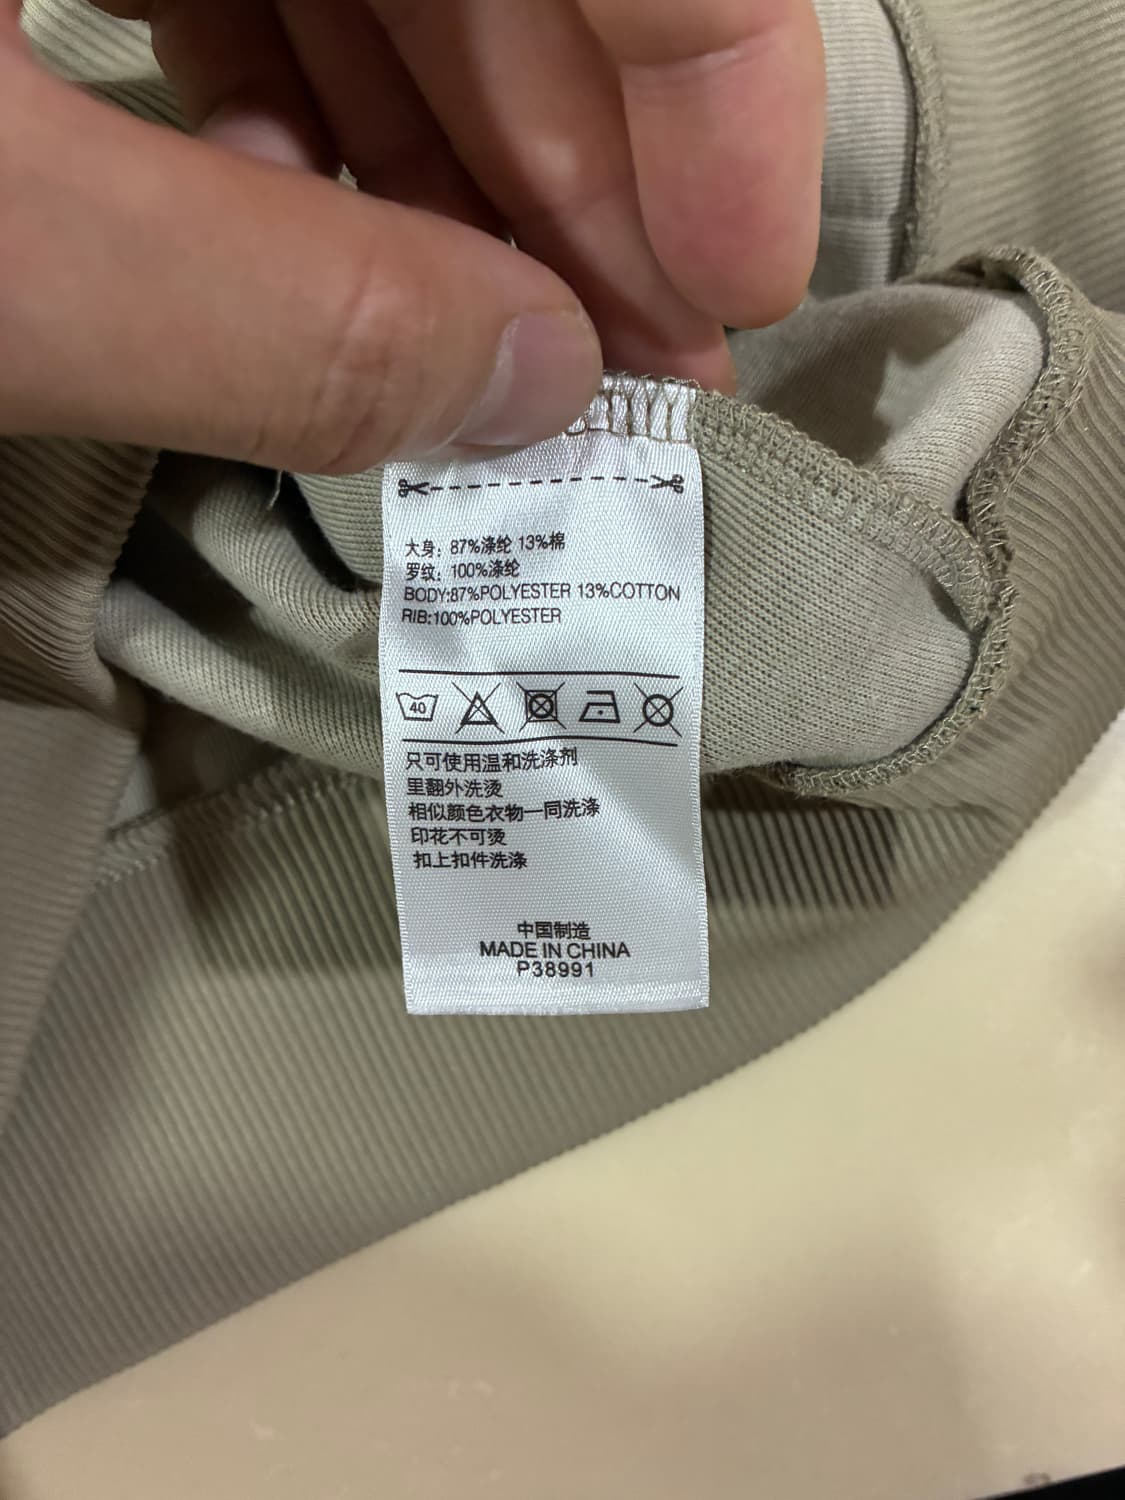 大身：87%涤纶 13%棉
罗纹：100%涤纶
BODY:87%POLYESTER 13%COTTON
RIB:100%POLYESTER
40
只可使用温和洗涤剂
里翻外洗烫
相似颜色衣物一同洗涤
印花不可烫
扣上扣件洗涤
中国制造
MADE IN CHINA
P38991